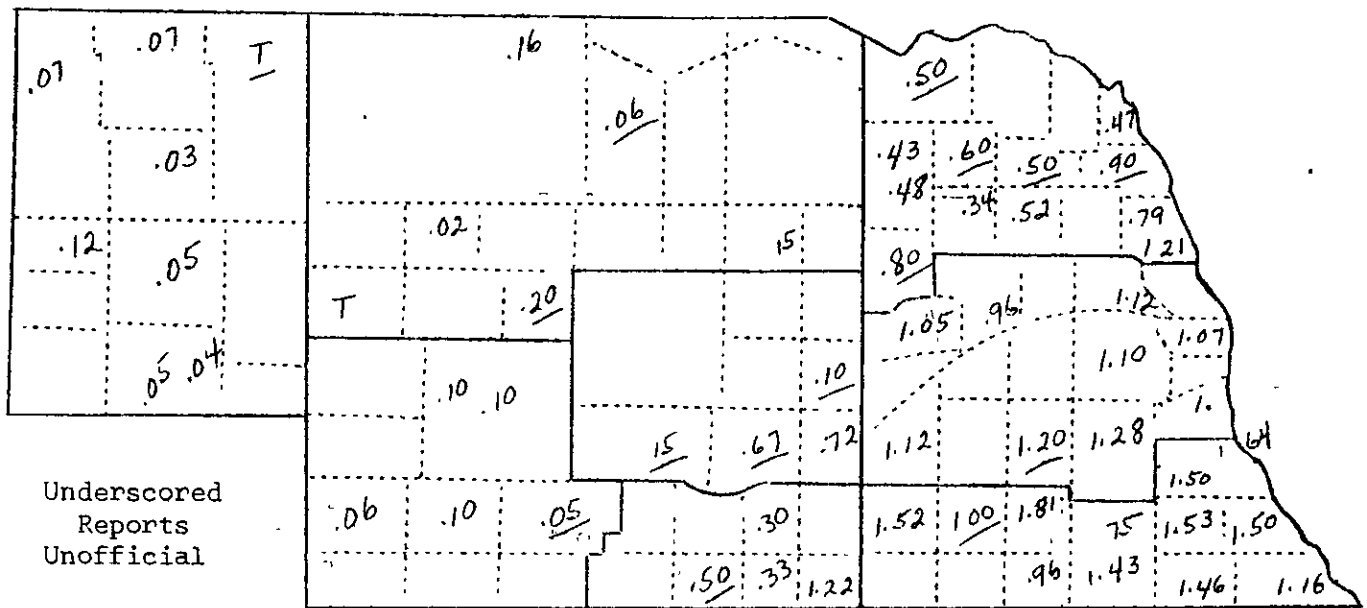 .07 .07 T .16 .50
.06 .47
.03 .43 .60 .50 .90
.48 .34 .52 .79
.12 .02 15 1.21
.05 .80
T .20 1.05 .96 1.12
1.07
.05 .04 .10 .10 .10 1.10
1.
15 .67 .72 1.12 1.20 1.28 .64
Underscored
Reports
Unofficial
1.50
.06 .10 .05 .30 1.52 100 1.81 75 1.53 1.50
.50 .33 1.22 .96 1.43 1.46 1.16